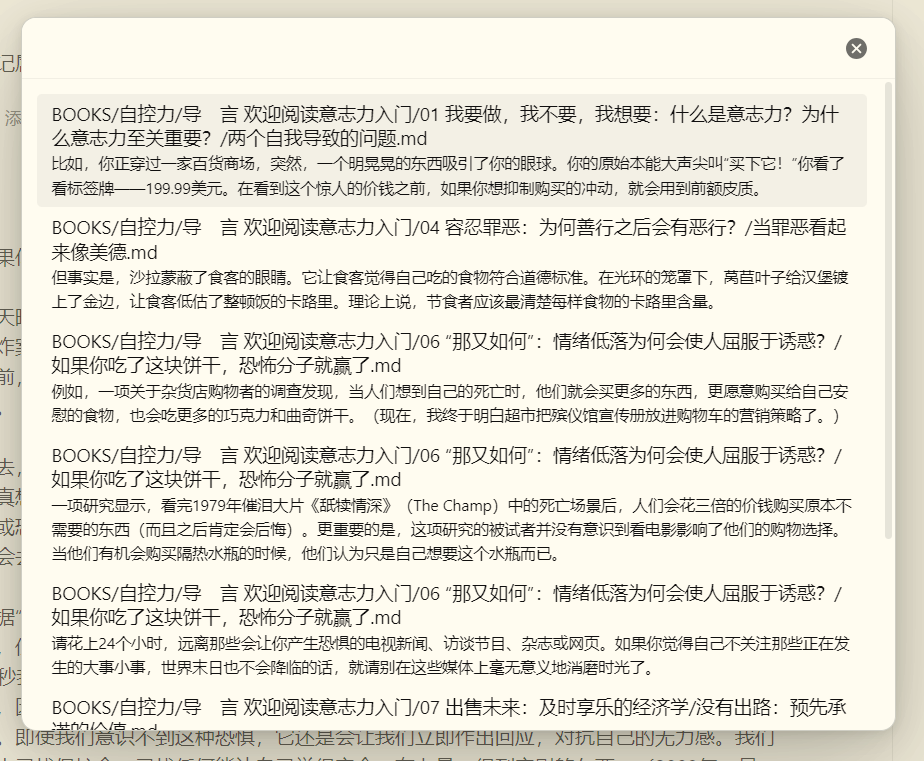 记
添
BOOKS/自控力/导　言 欢迎阅读意志力入门/01 我要做，我不要，我想要：什么是意志力？为什
么意志力至关重要？/两个自我导致的问题.md
比如，你正穿过一家百货商场，突然，一个明晃晃的东西吸引了你的眼球。你的原始本能大声尖叫“买下它！”你看了
看标签牌——199.99美元。在看到这个惊人的价钱之前，如果你想抑制购买的冲动，就会用到前额皮质。
BOOKS/自控力/导　言 欢迎阅读意志力入门/04 容忍罪恶：为何善行之后会有恶行？/当罪恶看起
来像美德.md
但事实是，沙拉蒙蔽了食客的眼睛。它让食客觉得自己吃的食物符合道德标准。在光环的笼罩下，莴苣叶子给汉堡镀
上了金边，让食客低估了整顿饭的卡路里。理论上说，节食者应该最清楚每样食物的卡路里含量。
BOOKS/自控力/导　言 欢迎阅读意志力入门/06 “那又如何”：情绪低落为何会使人屈服于诱惑？/
如果你吃了这块饼干，恐怖分子就赢了.md
例如，一项关于杂货店购物者的调查发现，当人们想到自己的死亡时，他们就会买更多的东西，更愿意购买给自己安
慰的食物，也会吃更多的巧克力和曲奇饼干。（现在，我终于明白超市把殡仪馆宣传册放进购物车的营销策略了。）
BOOKS/自控力/导　言 欢迎阅读意志力入门/06 “那又如何”：情绪低落为何会使人屈服于诱惑？/
如果你吃了这块饼干，恐怖分子就赢了.md
一项研究显示，看完1979年催泪大片《舐犊情深》（The Champ）中的死亡场景后，人们会花三倍的价钱购买原本不
需要的东西（而且之后肯定会后悔）。更重要的是，这项研究的被试者并没有意识到看电影影响了他们的购物选择。
当他们有机会购买隔热水瓶的时候，他们认为只是自己想要这个水瓶而已。
BOOKS/自控力/导　言 欢迎阅读意志力入门/06 “那又如何”：情绪低落为何会使人屈服于诱惑？/
如果你吃了这块饼干，恐怖分子就赢了.md
请花上24个小时，远离那些会让你产生恐惧的电视新闻、访谈节目、杂志或网页。如果你觉得自己不关注那些正在发
生的大事小事，世界末日也不会降临的话，就请别在这些媒体上毫无意义地消磨时光了。
BOOKS/自控力/导　言 欢迎阅读意志力入门/07 出售未来：及时享乐的经济学/没有出路：预先承
诺的价值.md
即使我们意识不到这种恐惧，它还是会让我们立即作出回应，对抗自己的无力感。我们